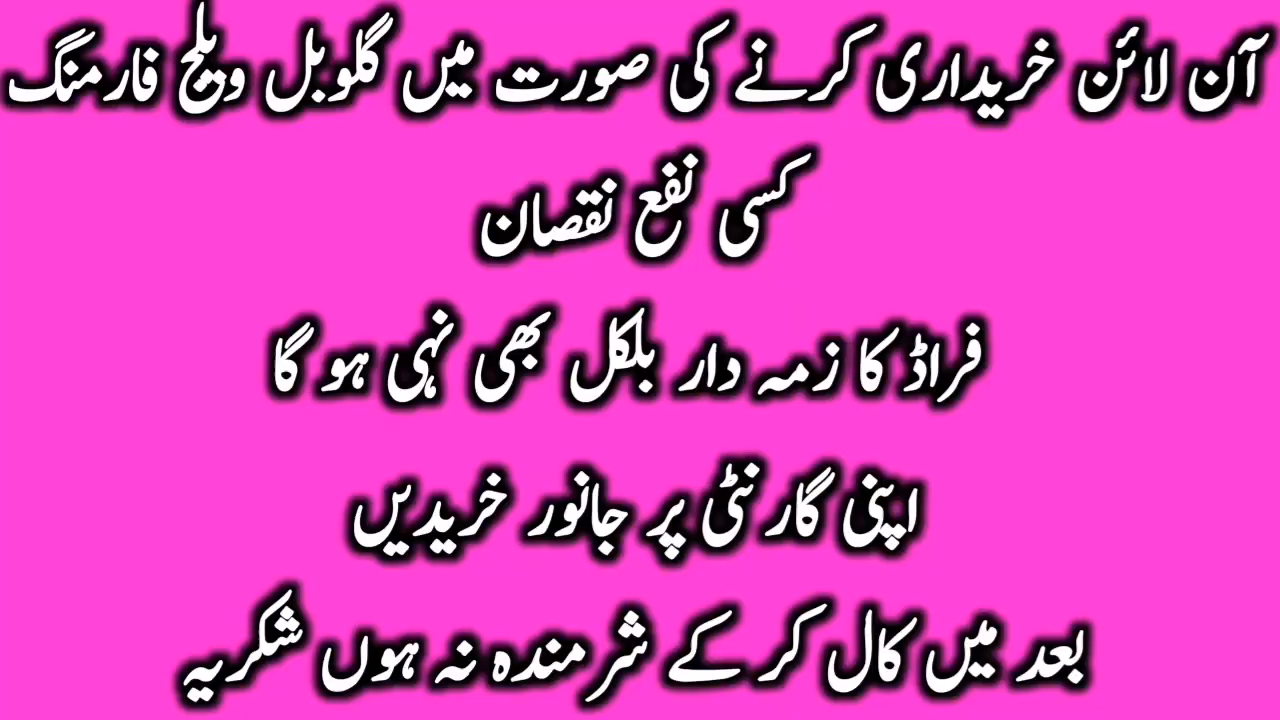 آن لائن خریداری کرنے کی صورت میں گلوبل ویلج فارمنگ
کسی نفع نقصان
فراڈ کا زمہ دار بلکل بھی نہی ہو گا
اپنی گارنٹی پر جانور خریدیں
بعد میں کال کر کے شرمندہ نہ ہوں شکریہ